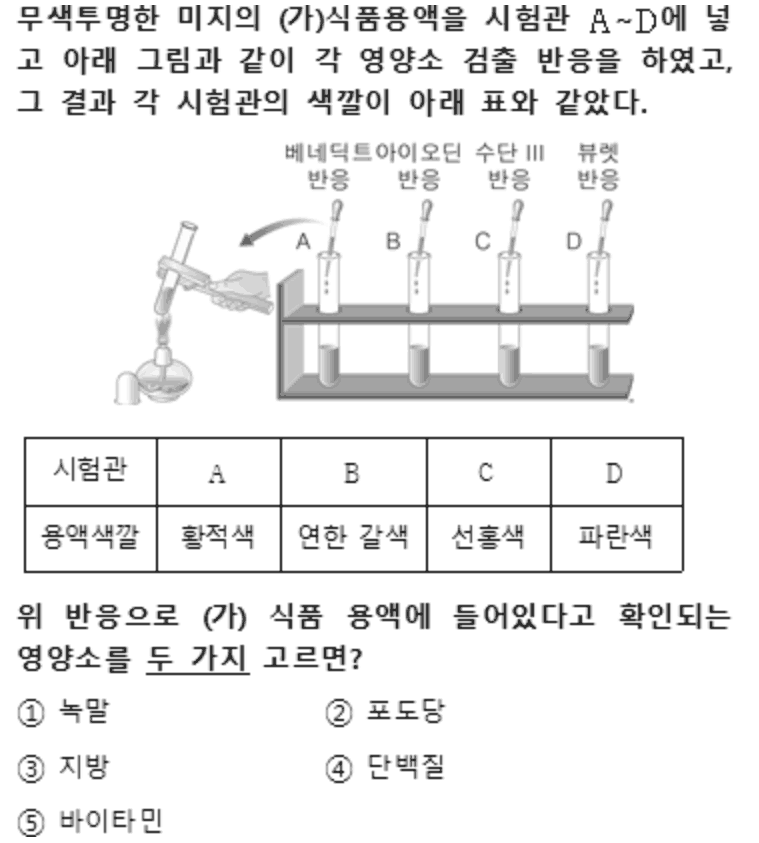 무색투명한 미지의 (가)식품용액을 시험관 A~D에 넣
고 아래 그림과 같이 각 영양소 검출 반응을 하였고,
그 결과 각 시험관의 색깔이 아래 표와 같았다.
베네딕트 아이오딘 수단 III 뷰렛
반응 반응 반응 반응
A B C D
시험관 A B C D
용액색깔 황적색 연한 갈색 선홍색 파란색
위 반응으로 (가) 식품 용액에 들어있다고 확인되는
영양소를 두 가지 고르면?
① 녹말 ② 포도당
③ 지방 ④ 단백질
⑤ 바이타민